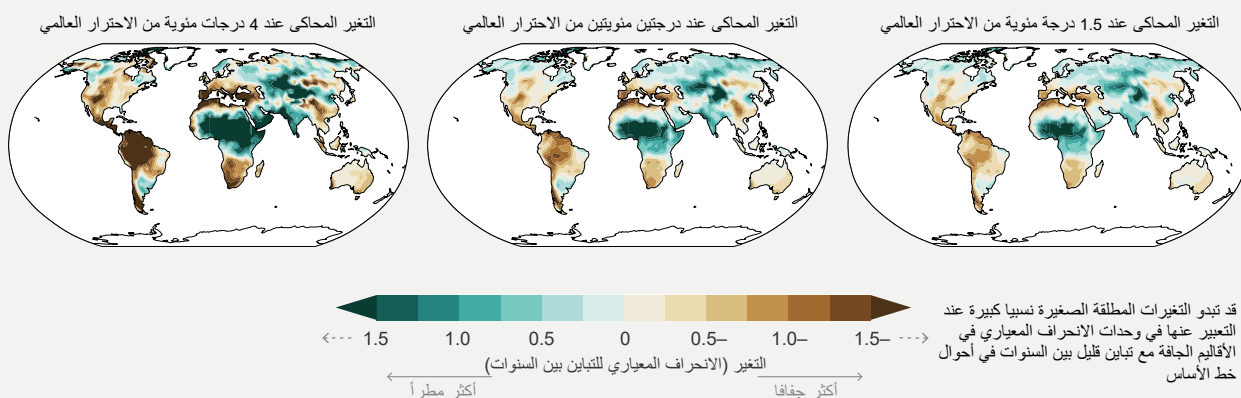 التغير المحاكى عند 1.5 درجة مئوية من الاحترار العالمي
التغير المحاكى عند درجتين مئويتين من الاحترار العالمي
التغير المحاكى عند 4 درجات مئوية من الاحترار العالمي
قد تبدو التغيرات المطلقة الصغيرة نسبيا كبيرة عند
التعبير عنها في وحدات الانحراف المعياري في
الأقاليم الجافة مع تباين قليل بين السنوات في أحوال
خط الأساس
1.5 1.0 0.5 0 0.5– 1.0– 1.5–
التغير (الانحراف المعياري للتباين بين السنوات)
أكثر جفافا
أكثر مطراً